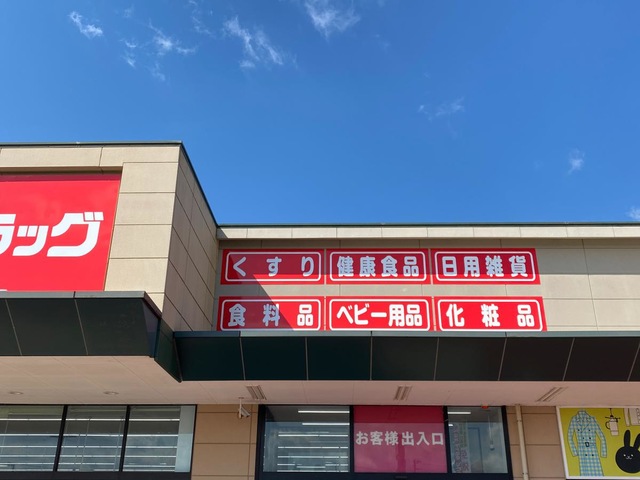 ラッグ
くすり 健康食品 日用雑貨
食料品 ベビー用品 化粧品
お客様出入口